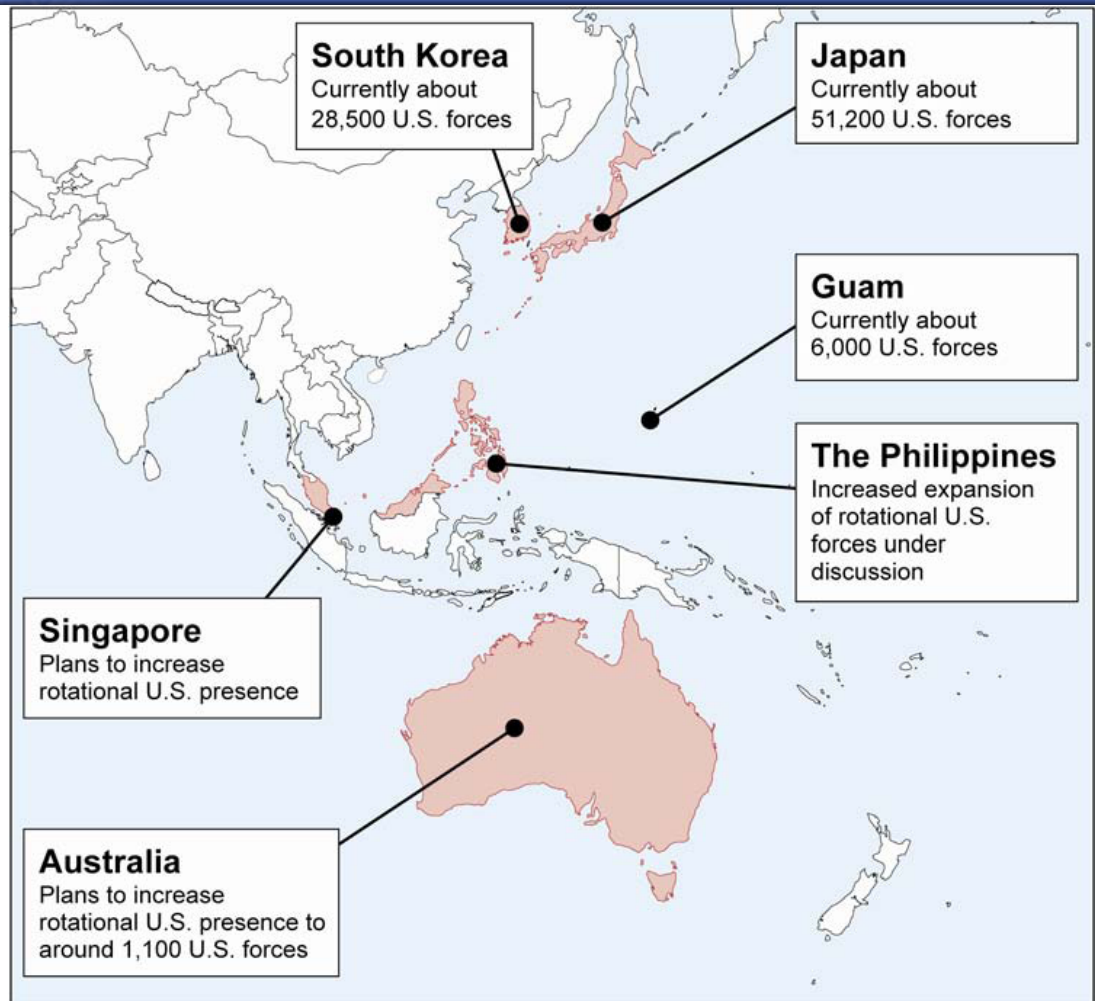 South Korea
Currently about
28,500 U.S. forces
Japan
Currently about
51,200 U.S. forces
Guam
Currently about
6,000 U.S. forces
The Philippines
Increased expansion
of rotational U.S.
forces under
discussion
Singapore
Plans to increase
rotational U.S. presence
Australia
Plans to increase
rotational U.S. presence to
around 1,100 U.S. forces